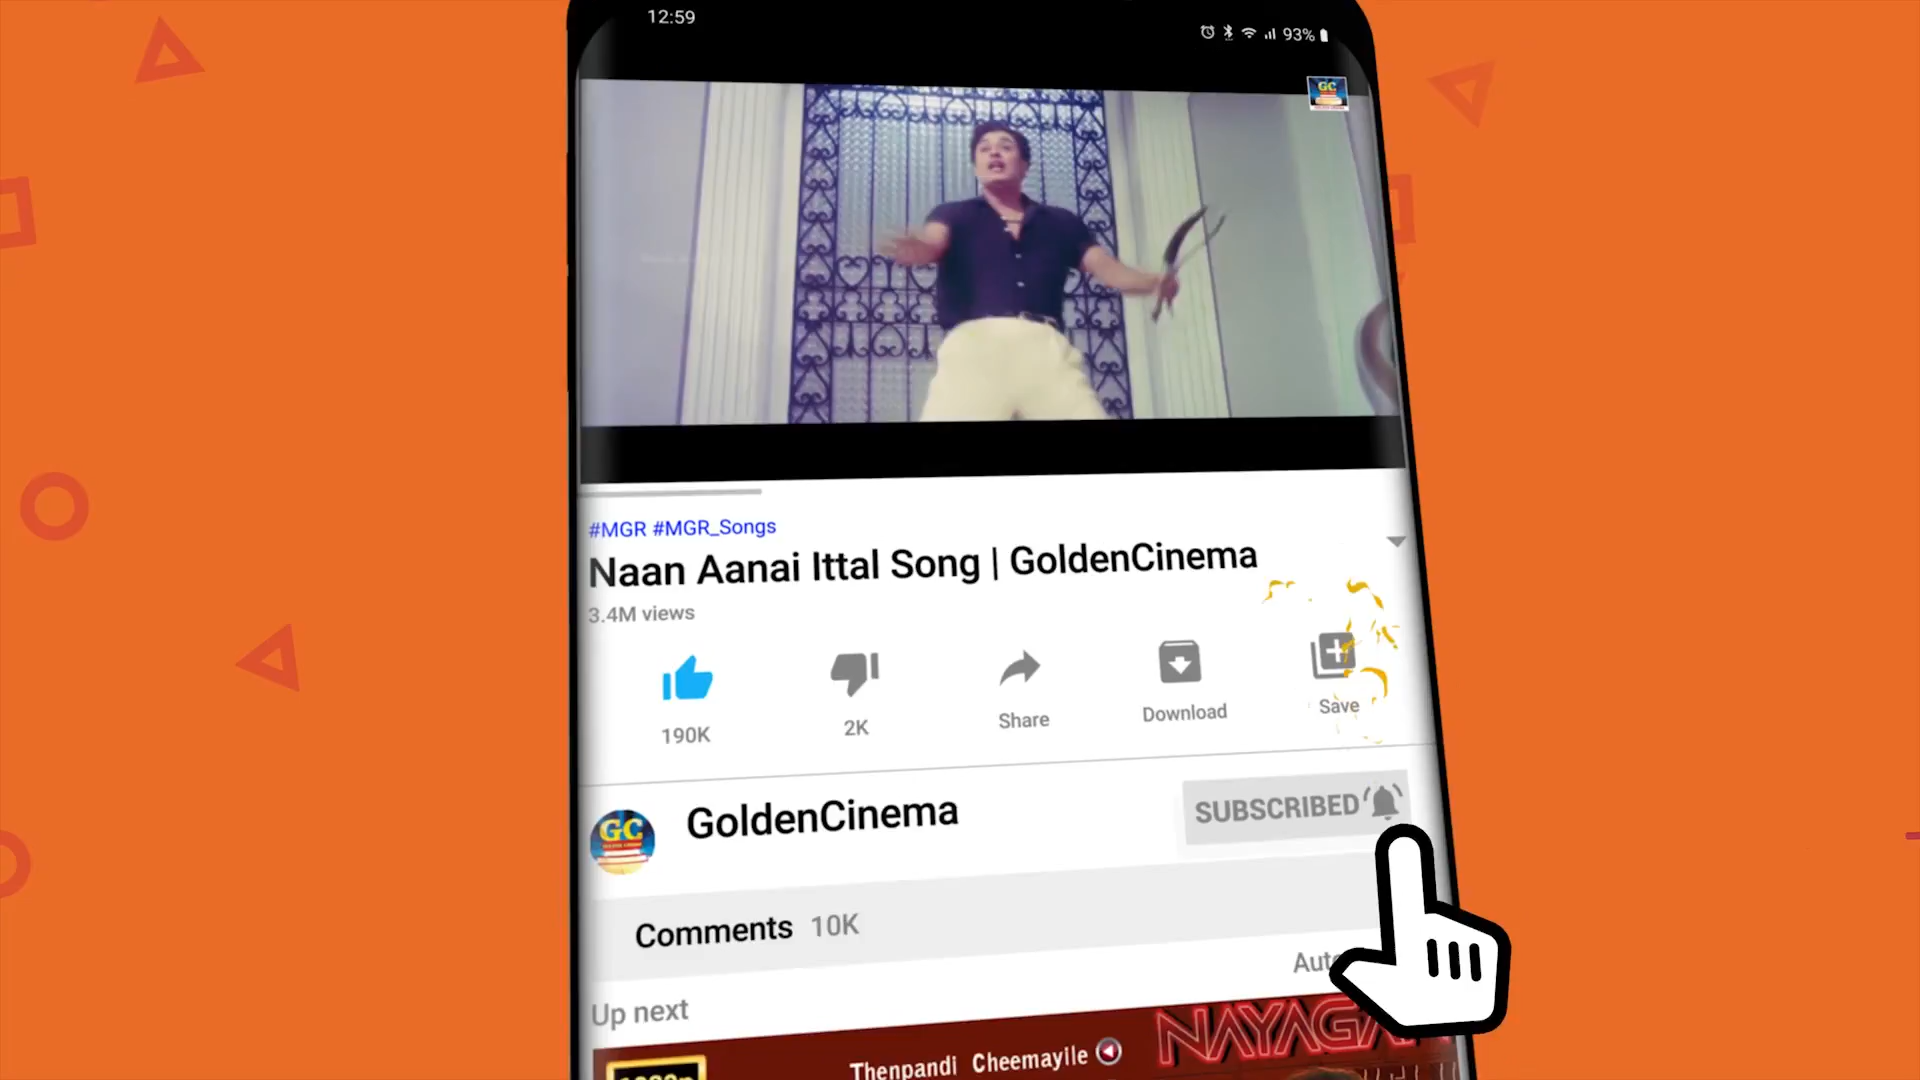 12:59
93%
GC
#MGR #MGR_Songs
Naan Aanai Ittal Song | GoldenCinema
3.4M views
190K
2K
Share
Download
Save
GC
GoldenCinema
SUBSCRIBED
Comments 10K
Up next
Thenpandi Cheemayile